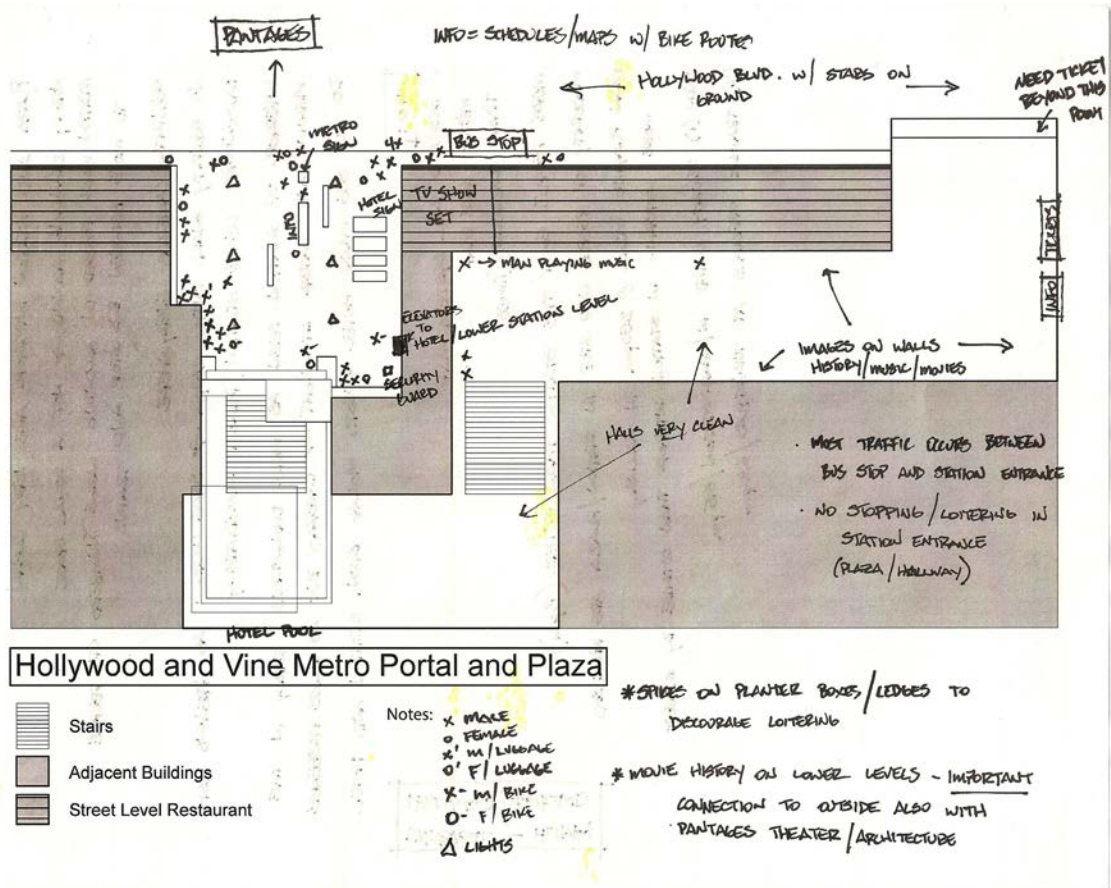 PANTAGES
INFO = SCHEDULES/MAPS W/ BIKE ROUTES
HOLLYWOOD BLVD. W/ STARS ON
GROUND
NEED TICKET
BEYOND THIS
POINT
METRO
SIGN
4x
BUS STOP
HOTEL
SIGN
TV SHOW
SET
INFO
TICKETS
INFO
X → MAN PLAYING MUSIC
ELEVATORS
TO
HOTEL/LOWER STATION LEVEL
SECURITY
GUARD
IMAGES ON WALLS
HISTORY/MUSIC/MOVIES
HALLS VERY CLEAN
· MOST TRAFFIC OCCURS BETWEEN
BUS STOP AND STATION ENTRANCE
· NO STOPPING/LOITERING IN
STATION ENTRANCE
(PLAZA/HALLWAY)
HOTEL POOL
Hollywood and Vine Metro Portal and Plaza
Stairs
Adjacent Buildings
Street Level Restaurant
Notes: X MALE
O FEMALE
X' M/LUGGAGE
O' F/LUGGAGE
X- M/BIKE
O- F/BIKE
△ LIGHTS
*SPIKES ON PLANTER BOXES/LEDGES TO
DISCOURAGE LOITERING
* MOVIE HISTORY ON LOWER LEVELS - IMPORTANT
CONNECTION TO OUTSIDE ALSO WITH
PANTAGES THEATER/ARCHITECTURE